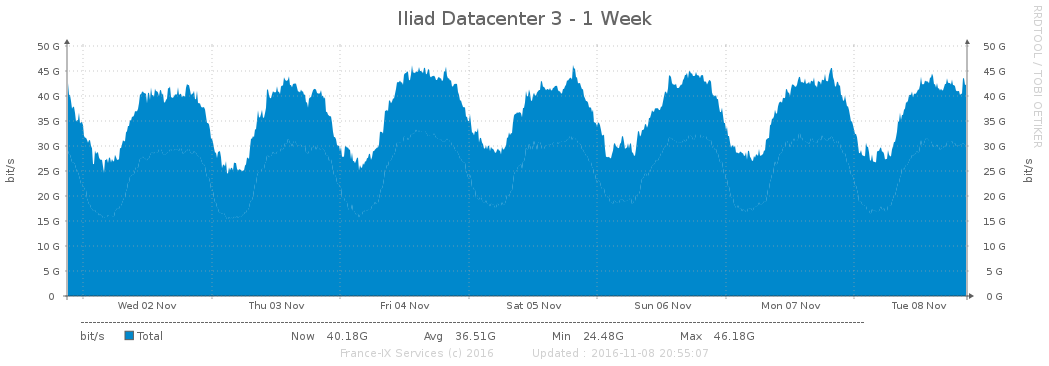 Iliad Datacenter 3 - 1 Week
RRDTOOL / TOBI OETIKER
50 G 50 G
45 G 45 G
40 G 40 G
35 G 35 G
30 G 30 G
25 G 25 G
20 G 20 G
15 G 15 G
10 G 10 G
5 G 5 G
0 0 G
bit/s bit/s
Wed 02 Nov Thu 03 Nov Fri 04 Nov Sat 05 Nov Sun 06 Nov Mon 07 Nov Tue 08 Nov
bit/s Total Now 40.18G Avg 36.51G Min 24.48G Max 46.18G
France-IX Services (c) 2016 Updated : 2016-11-08 20:55:07